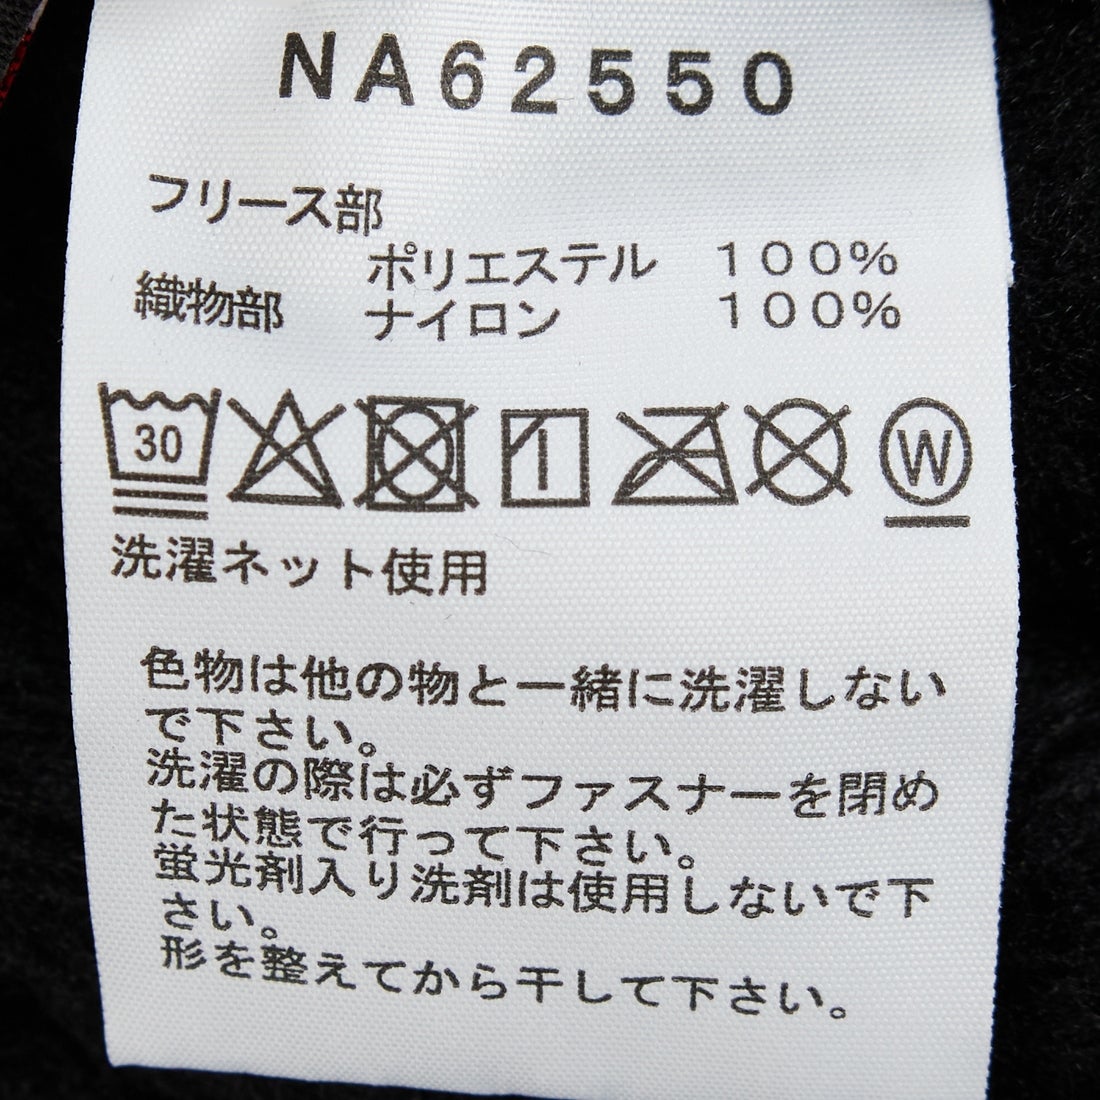 NA62550
フリース部
ポリエステル 100%
織物部
ナイロン 100%
30
W
洗濯ネット使用
色物は他の物と一緒に洗濯しない
で下さい。
洗濯の際は必ずファスナーを閉め
た状態で行って下さい。
蛍光剤入り洗剤は使用しないで下
さい。
形を整えてから干して下さい。